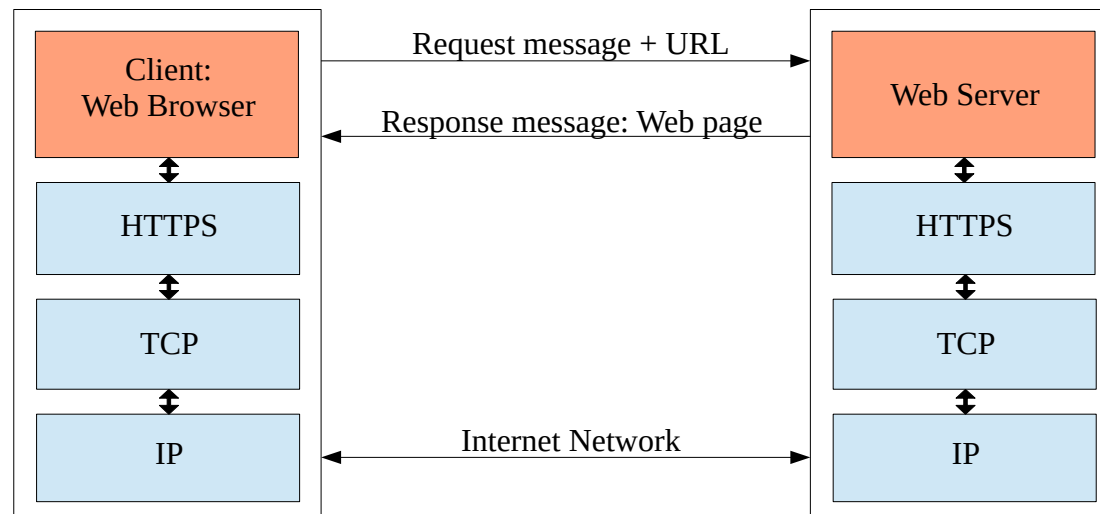 Client:
Web Browser
HTTPS
TCP
IP
Request message + URL
Response message: Web page
Internet Network
Web Server
HTTPS
TCP
IP